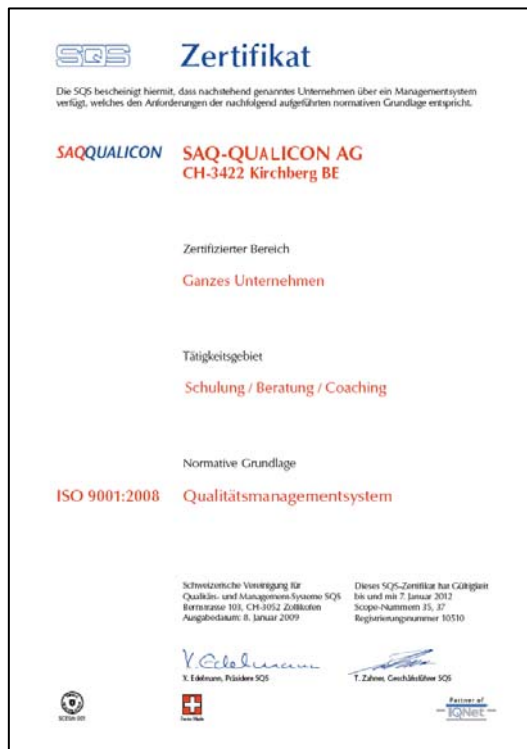 SQS
Zertifikat
Die SQS bescheinigt hiermit, dass nachstehend genanntes Unternehmen über ein Managementsystem
verfügt, welches den Anforderungen der nachfolgend aufgeführten normativen Grundlage entspricht.
SAQQUALICON
SAQ-QUALICON AG
CH-3422 Kirchberg BE
Zertifizierter Bereich
Ganzes Unternehmen
Tätigkeitsgebiet
Schulung / Beratung / Coaching
Normative Grundlage
ISO 9001:2008 Qualitätsmanagementsystem
Schweizerische Vereinigung für
Qualitäts- und Management-Systeme SQS
Bernstrasse 103, CH-3052 Zollikofen
Ausgabedatum: 8. Januar 2009
Dieses SQS-Zertifikat hat Gültigkeit
bis und mit 7. Januar 2012
Scope-Nummern 35, 37
Registrierungsnummer 10510
X. Edelmann, Präsident SQS
T. Zahner, Geschäftsführer SQS
Swiss Made
Partner of
IQNet